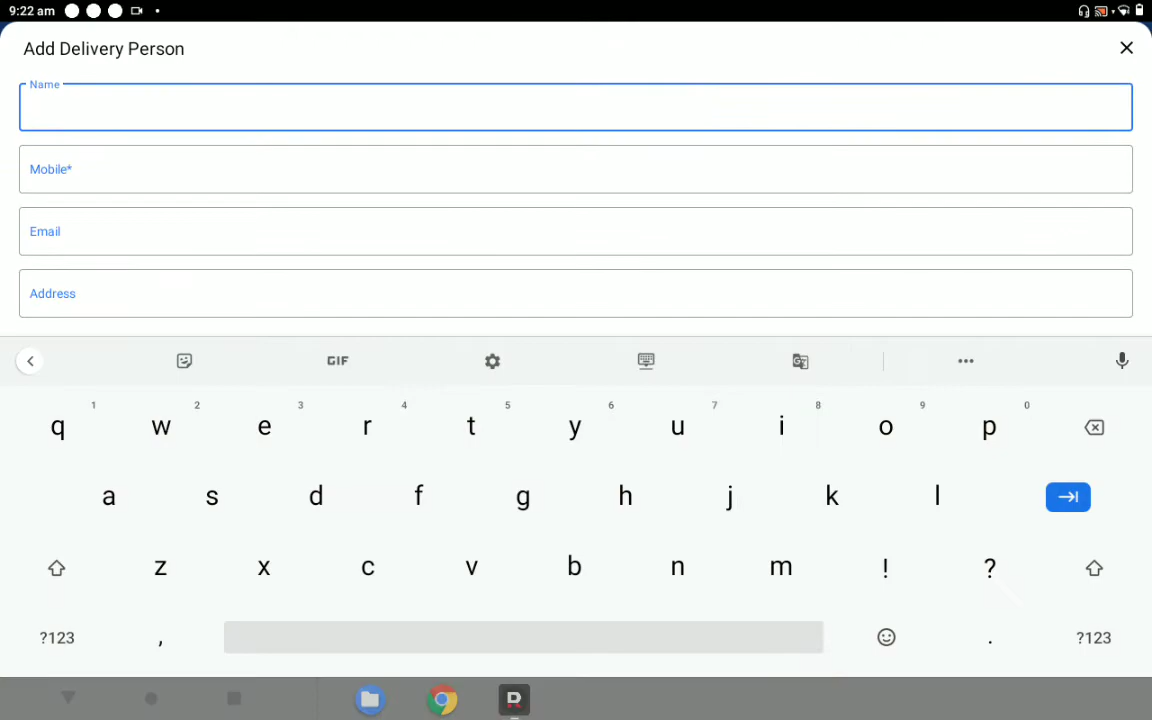 9:22 am
Add Delivery Person
Name
Mobile*
Email
Address
GIF
1 2 3 4 5 6 7 8 9 0
q w e r t y u i o p
a s d f g h j k l
z x c v b n m ! ?
?123 , . ?123